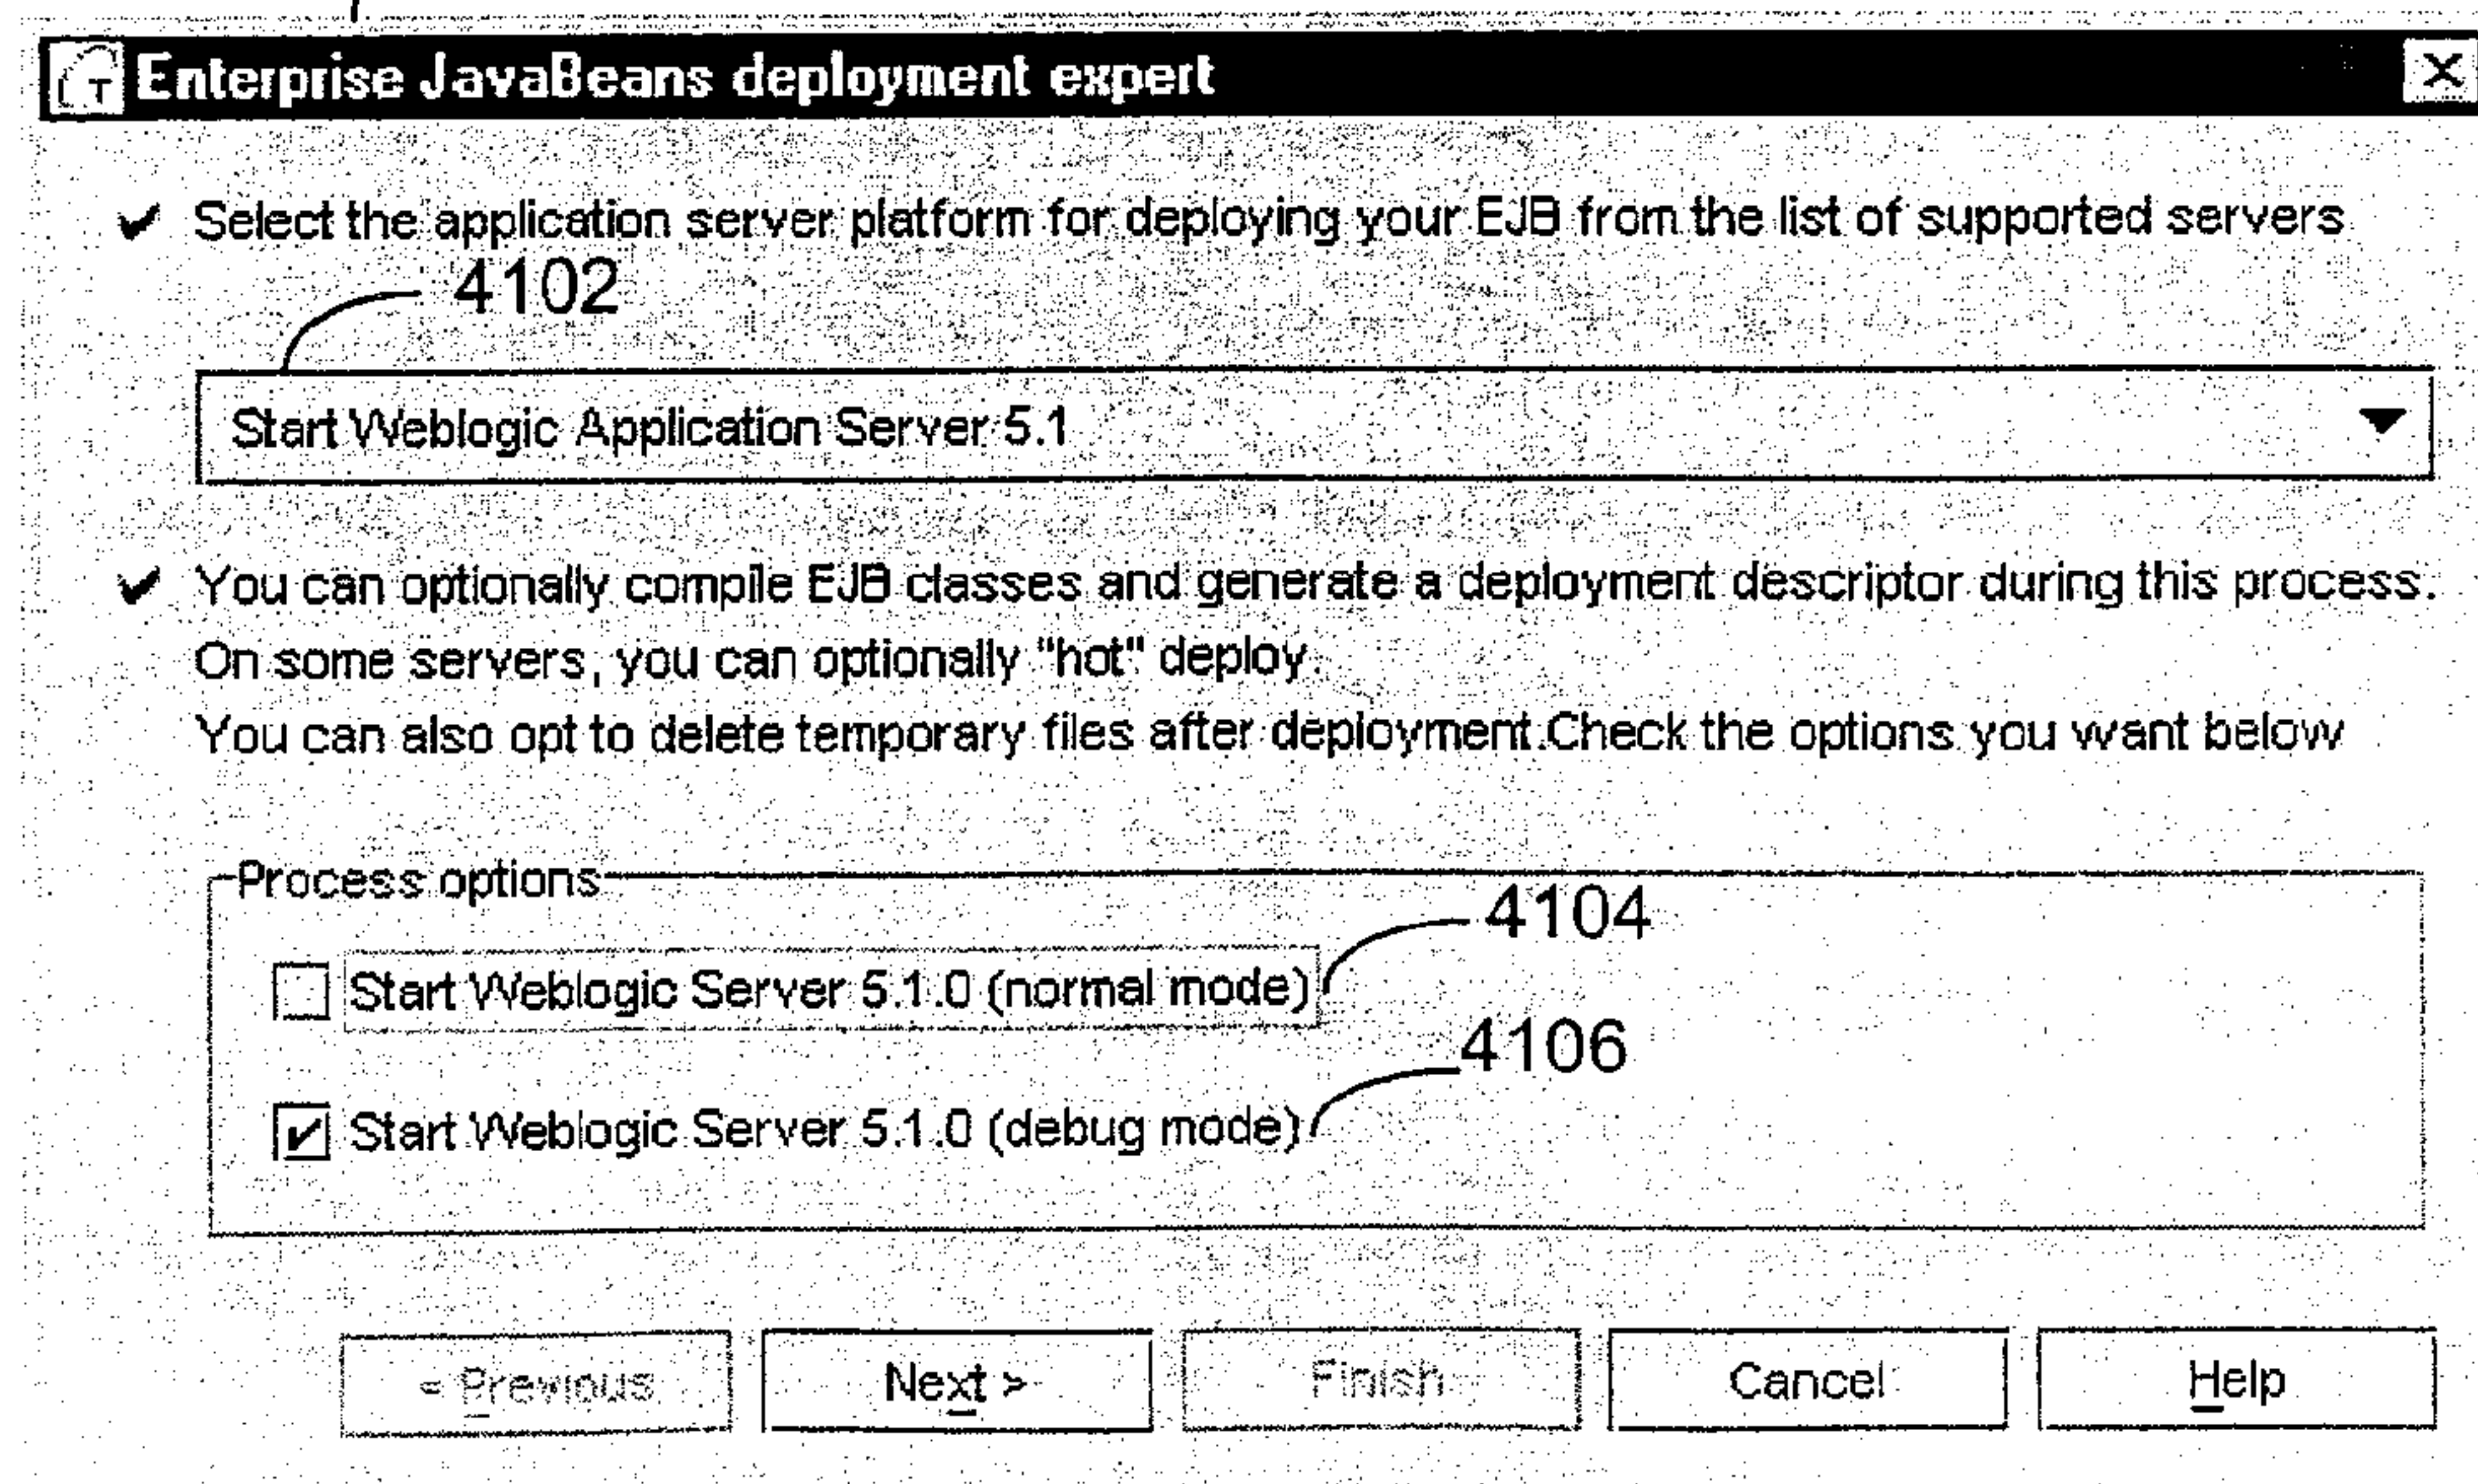 T Enterprise JavaBeans deployment expert X
Select the application server platform for deploying your EJB from the list of supported servers
4102
Start Weblogic Application Server 5.1
You can optionally compile EJB classes and generate a deployment descriptor during this process.
On some servers, you can optionally "hot" deploy.
You can also opt to delete temporary files after deployment.Check the options you want below
Process options
4104
Start Weblogic Server 5.1.0 (normal mode)
4106
Start Weblogic Server 5.1.0 (debug mode)
< Previous Next > Finish Cancel Help